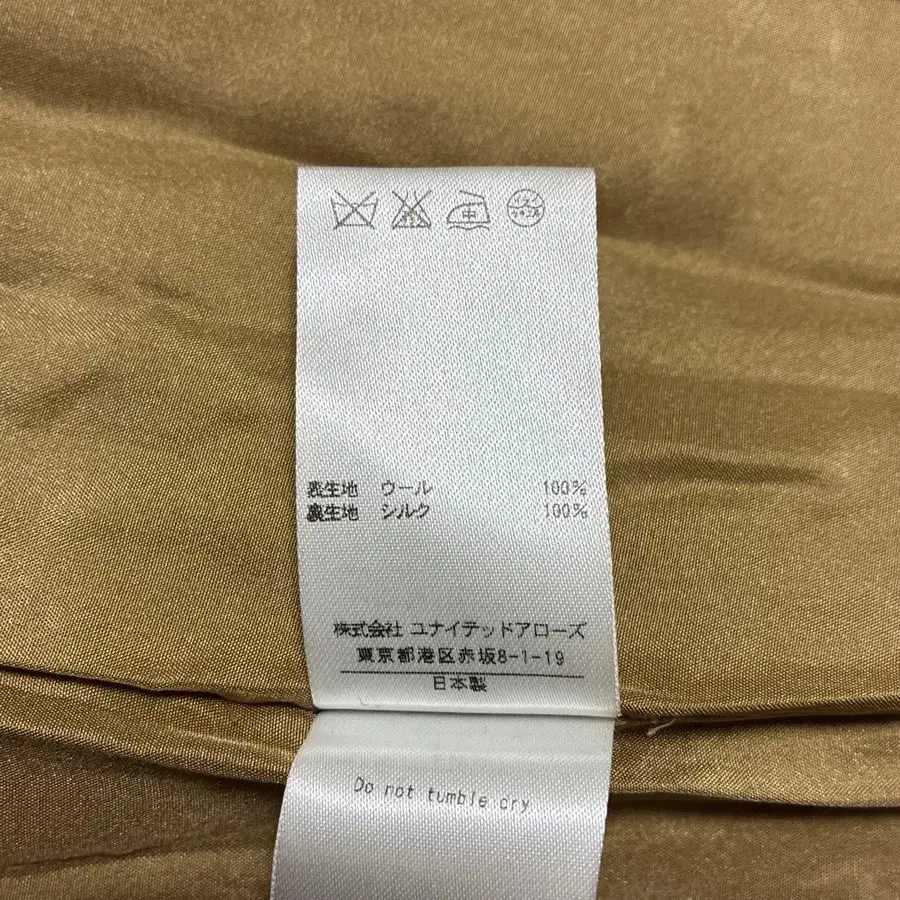 中
表生地 ウール 100%
裏生地 シルク 100%
株式会社 ユナイテッドアローズ
東京都港区赤坂8-1-19
日本製
Do not tumble cry